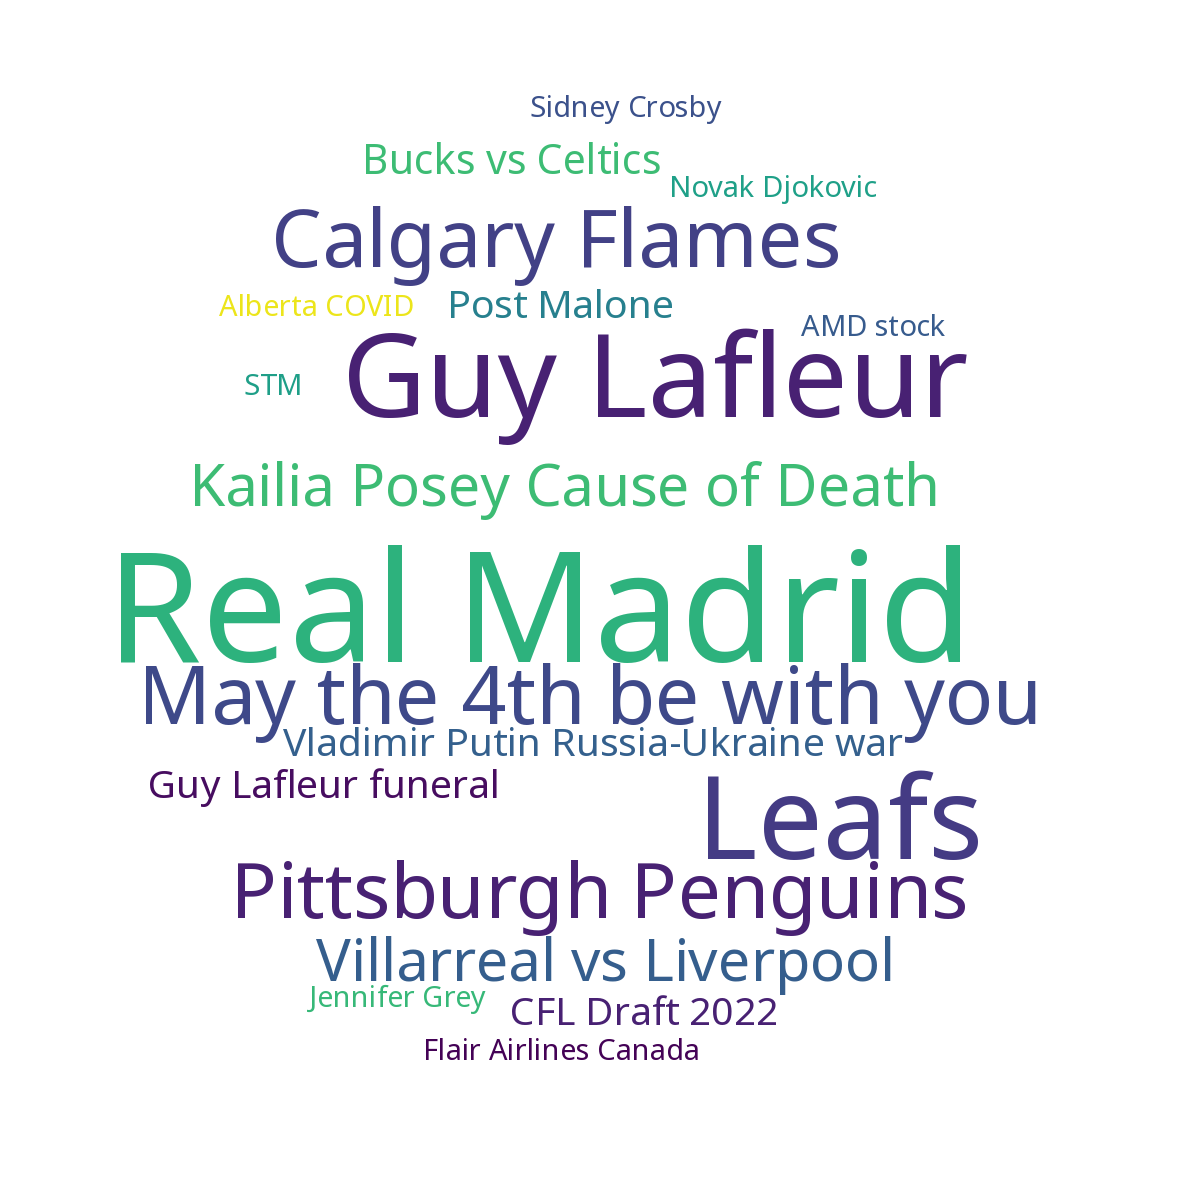 Sidney Crosby
Bucks vs Celtics
Novak Djokovic
Calgary Flames
Alberta COVID
Post Malone
AMD stock
Guy Lafleur
STM
Kailia Posey Cause of Death
Real Madrid
May the 4th be with you
Vladimir Putin Russia-Ukraine war
Guy Lafleur funeral
Leafs
Pittsburgh Penguins
Villarreal vs Liverpool
Jennifer Grey
CFL Draft 2022
Flair Airlines Canada